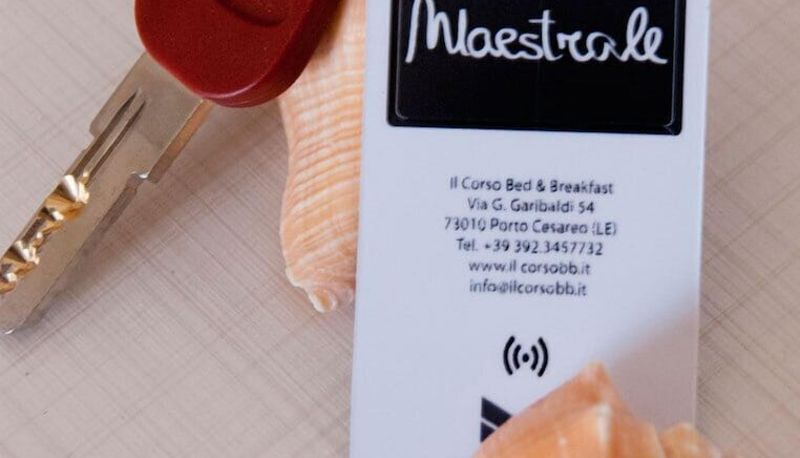 Maestrale
Il Corso Bed & Breakfast
Via G. Garibaldi 54
73010 Porto Cesareo (LE)
Tel. +39 392.3457732
www.il corsobb.it
info@ilcorsobb.it